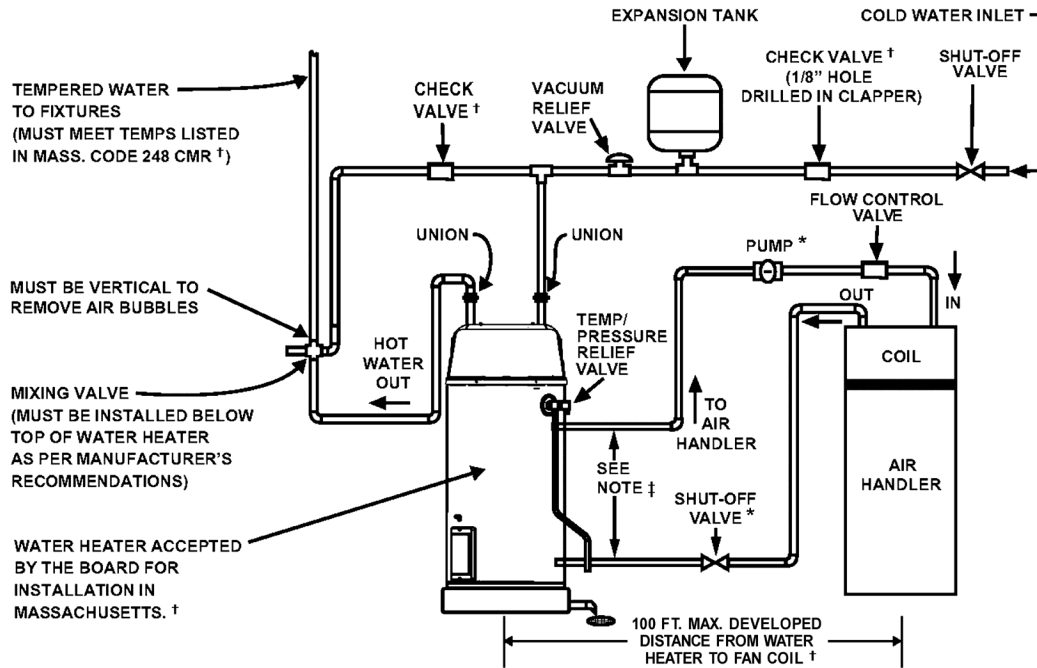 EXPANSION TANK
COLD WATER INLET
TEMPERED WATER
TO FIXTURES
(MUST MEET TEMPS LISTED
IN MASS. CODE 248 CMR †)
CHECK
VALVE †
VACUUM
RELIEF
VALVE
CHECK VALVE †
(1/8" HOLE
DRILLED IN CLAPPER)
SHUT-OFF
VALVE
FLOW CONTROL
VALVE
UNION
UNION
PUMP *
MUST BE VERTICAL TO
REMOVE AIR BUBBLES
OUT
IN
HOT
WATER
OUT
TEMP/
PRESSURE
RELIEF
VALVE
COIL
MIXING VALVE
(MUST BE INSTALLED BELOW
TOP OF WATER HEATER
AS PER MANUFACTURER'S
RECOMMENDATIONS)
TO
AIR
HANDLER
SEE
NOTE ‡
AIR
HANDLER
SHUT-OFF
VALVE *
WATER HEATER ACCEPTED
BY THE BOARD FOR
INSTALLATION IN
MASSACHUSETTS. †
100 FT. MAX. DEVELOPED
DISTANCE FROM WATER
HEATER TO FAN COIL †